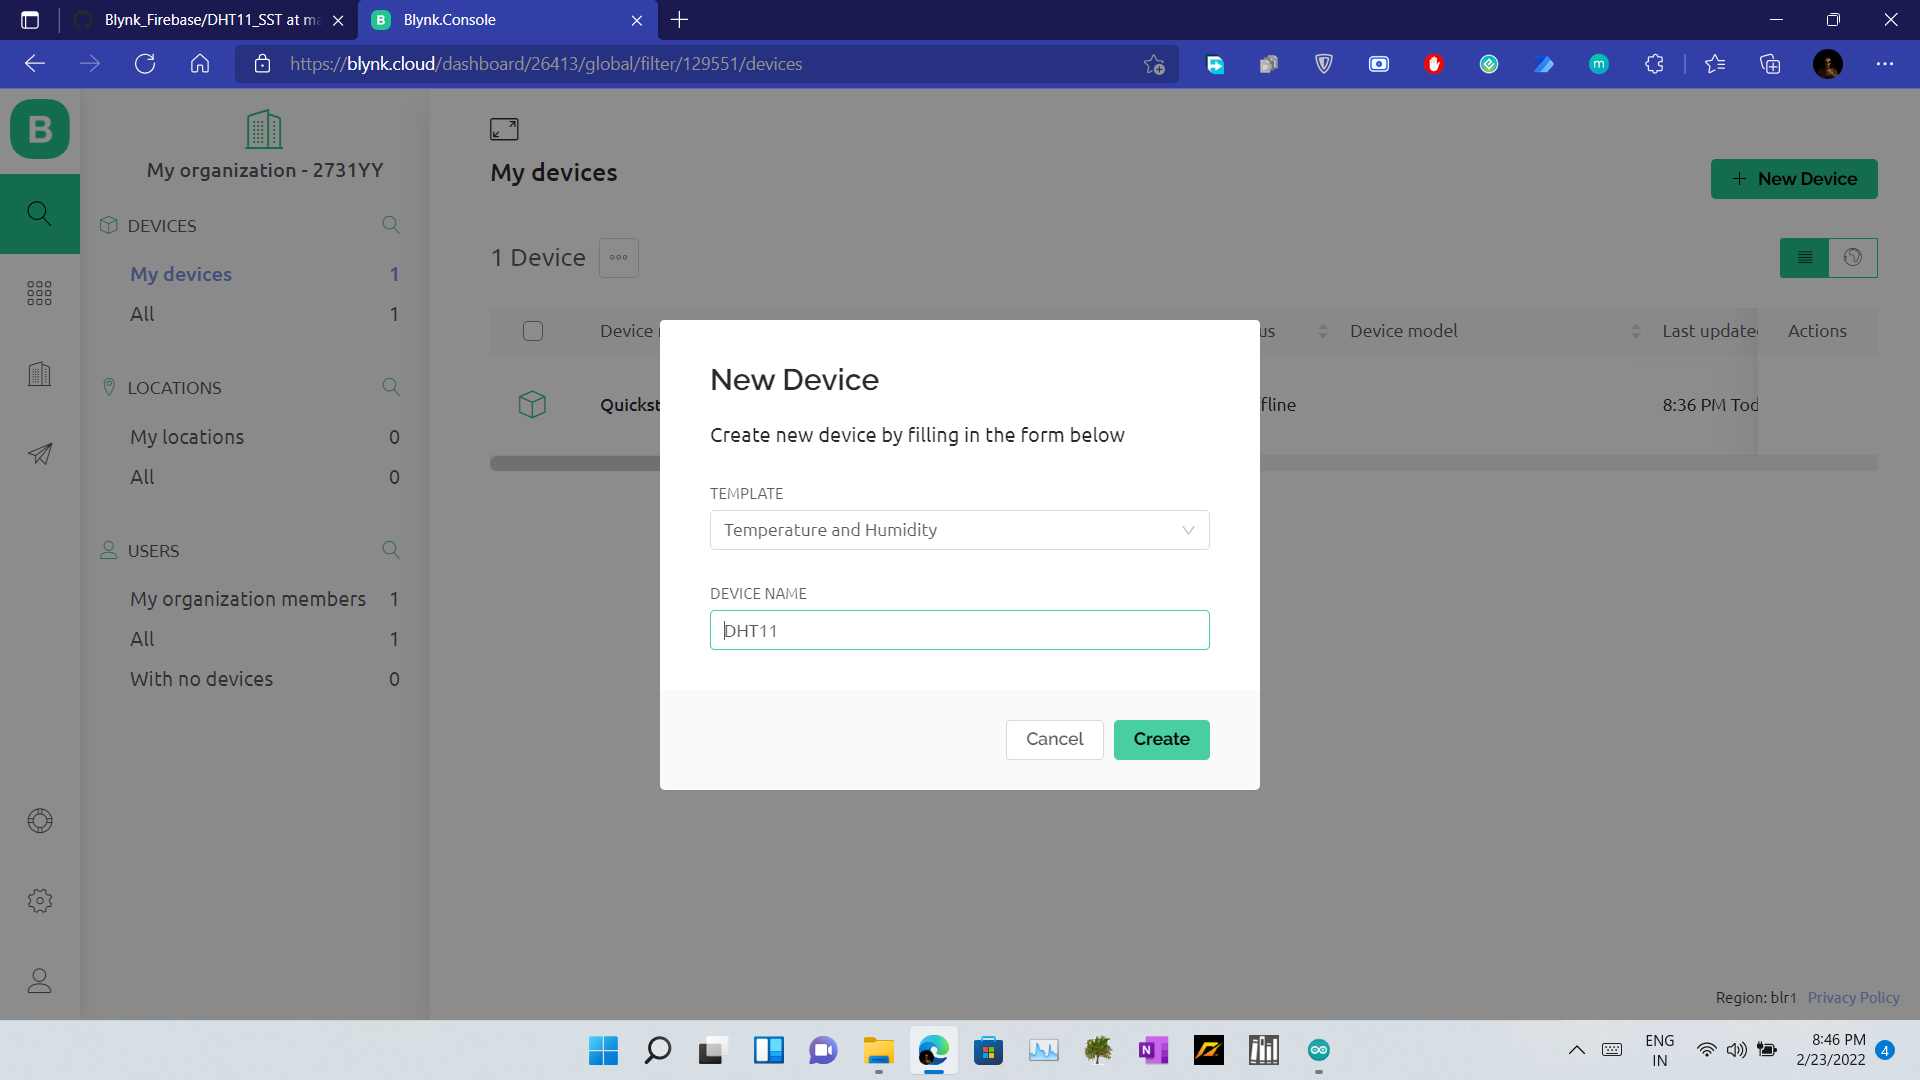 Blynk_Firebase/DHT11_SST at ma
Blynk.Console
https://blynk.cloud/dashboard/26413/global/filter/129551/devices
B
My organization - 2731YY
DEVICES
My devices 1
All 1
LOCATIONS
My locations 0
All 0
USERS
My organization members 1
All 1
With no devices 0
My devices
+ New Device
1 Device
Device
us
Device model
Last updated
Actions
Quickst
fline
8:36 PM Tod
New Device
Create new device by filling in the form below
TEMPLATE
Temperature and Humidity
DEVICE NAME
DHT11
Cancel
Create
Region: blr1 Privacy Policy
ENG
IN
8:46 PM
2/23/2022
4